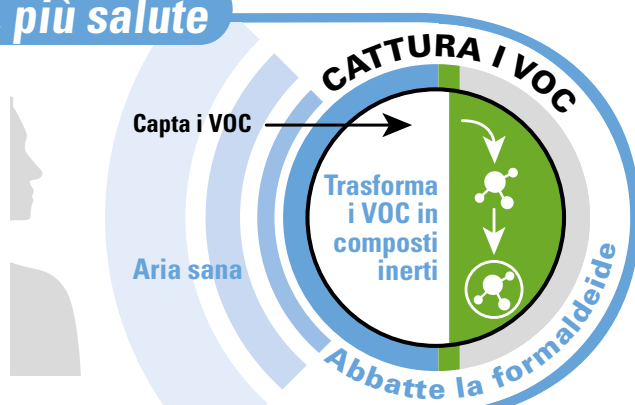 più salute
CATTURA I VOC
Capta i VOC
Trasforma
i VOC in
composti
inerti
Aria sana
Abbatte la formaldeide